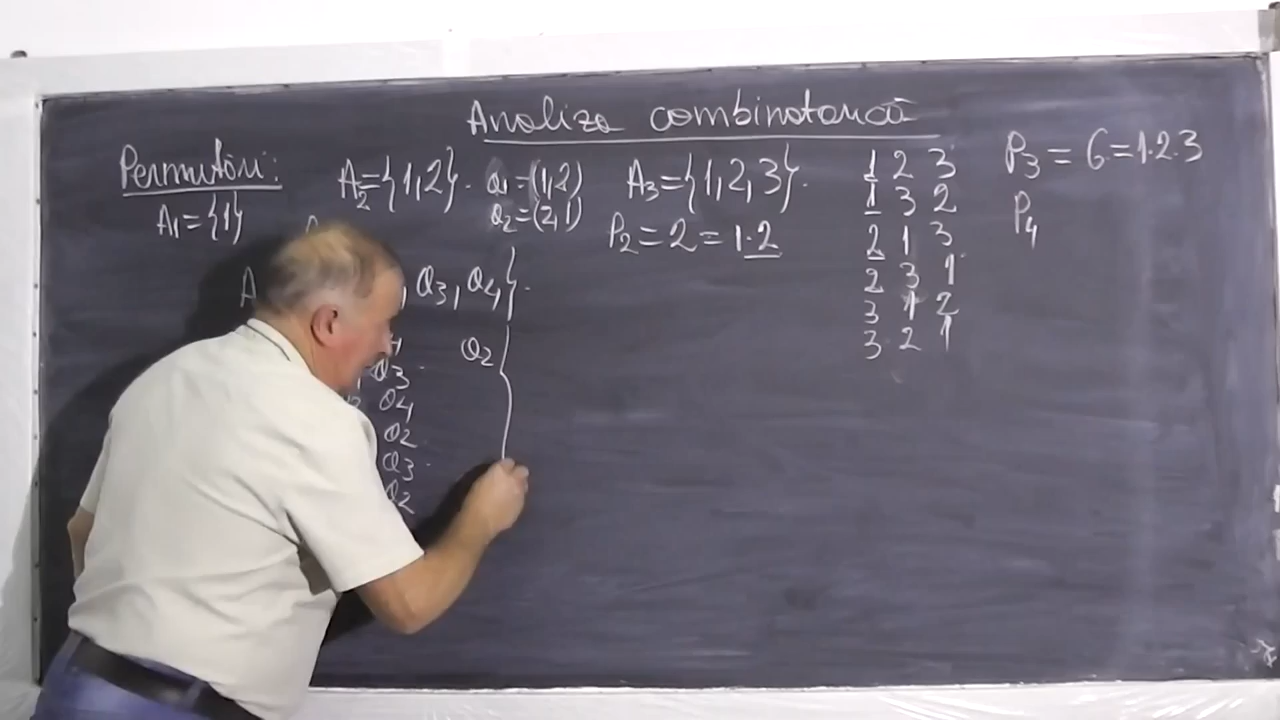 Analiza combinatorică
Permutări:
A₁={1}
A₂={1,2}.
a₁=(1,2)
a₂=(2,1)
A₃={1,2,3}.
P₂=2=1·2
1 2 3
1 3 2
2 1 3
2 3 1
3 1 2
3 2 1
P₃=6=1·2·3
P₄
A
, a₃, a₄}.
a₂
a₃
a₄
a₂
a₃
a₂